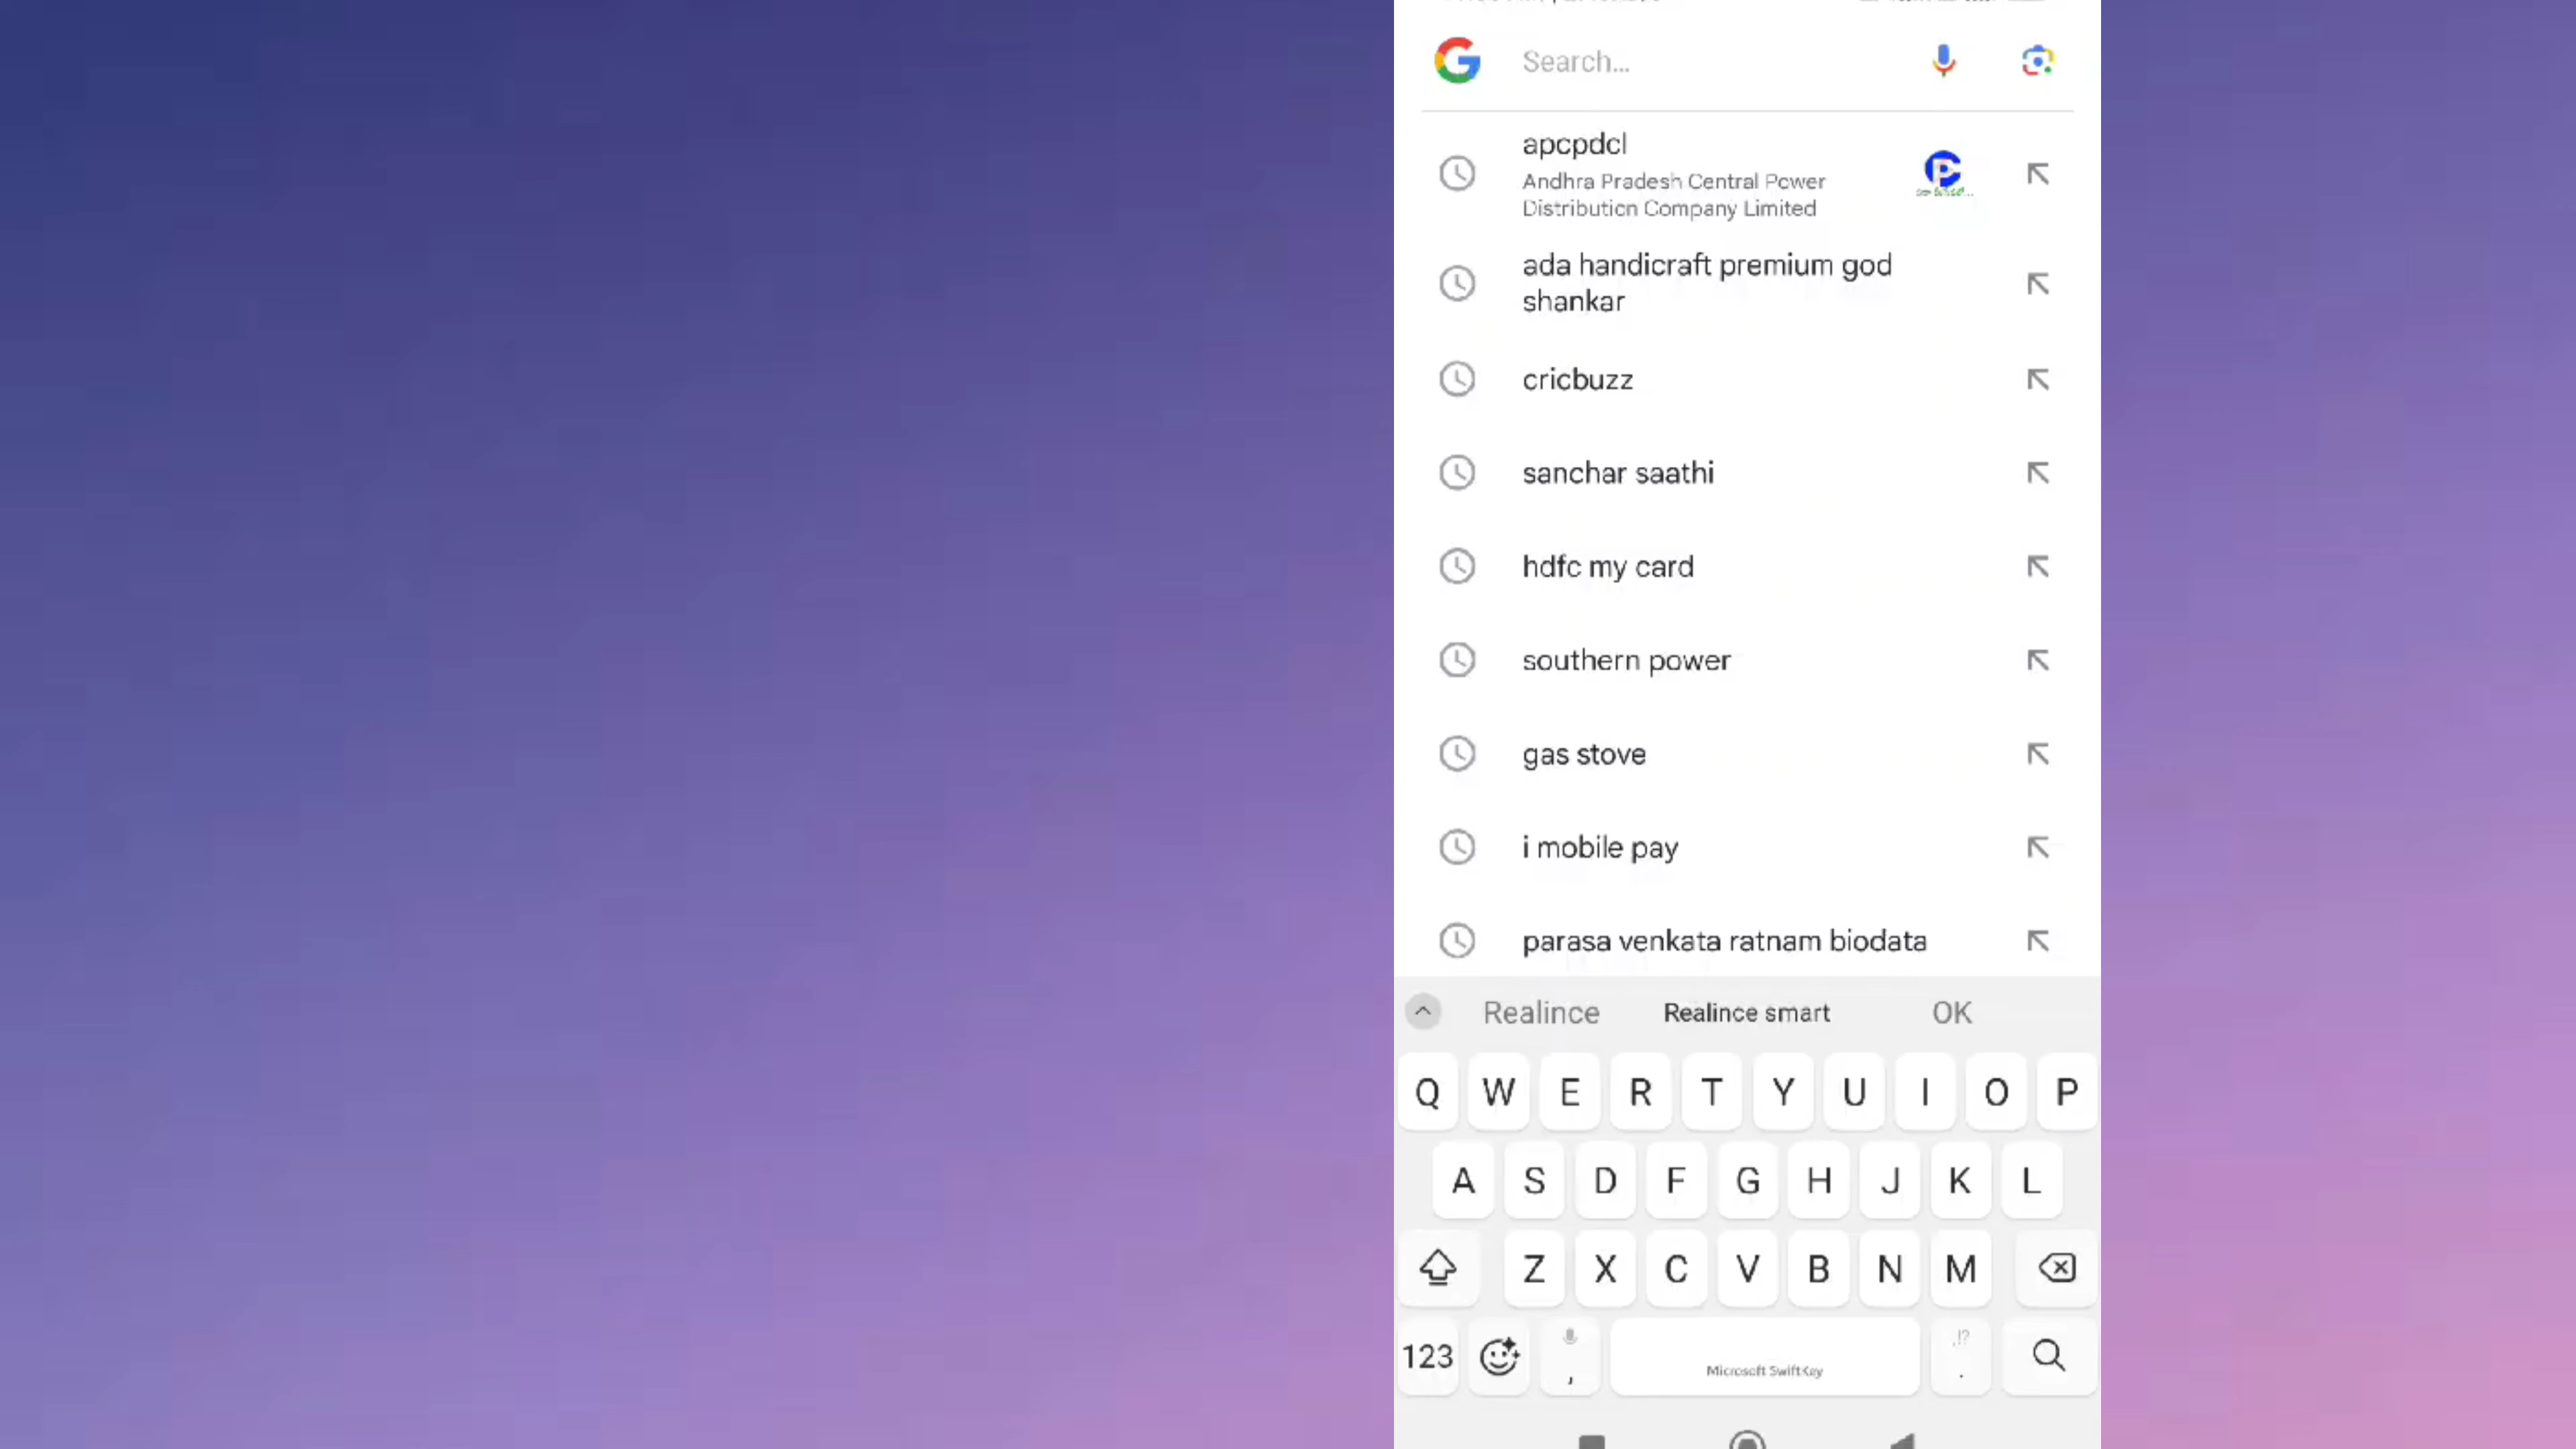 Search...
apcpdcl
Andhra Pradesh Central Power
Distribution Company Limited
ada handicraft premium god
shankar
cricbuzz
sanchar saathi
hdfc my card
southern power
gas stove
i mobile pay
parasa venkata ratnam biodata
Realince Realince smart OK
Q W E R T Y U I O P
A S D F G H J K L
Z X C V B N M
123 , Microsoft SwiftKey ,!? .